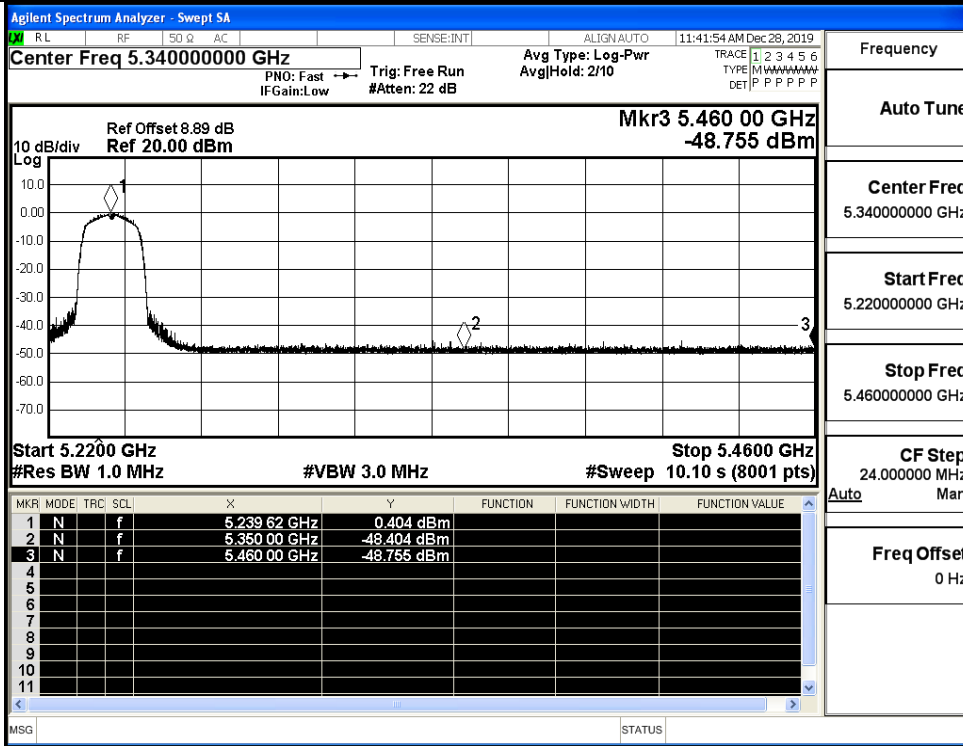 Agilent Spectrum Analyzer - Swept SA
LXI RL RF 50 Ω AC SENSE:INT ALIGN AUTO 11:41:54 AM Dec 28, 2019
Center Freq 5.340000000 GHz
PNO: Fast
IFGain:Low
Trig: Free Run
#Atten: 22 dB
Avg Type: Log-Pwr
Avg|Hold: 2/10
TRACE 1 2 3 4 5 6
TYPE M
DET P P P P P P
Ref Offset 8.89 dB
10 dB/div Ref 20.00 dBm
Log
Mkr3 5.460 00 GHz
-48.755 dBm
10.0
0.00
-10.0
-20.0
-30.0
-40.0
-50.0
-60.0
-70.0
1
2
3
Start 5.2200 GHz Stop 5.4600 GHz
#Res BW 1.0 MHz #VBW 3.0 MHz #Sweep 10.10 s (8001 pts)
MKR MODE TRC SCL X Y FUNCTION FUNCTION WIDTH FUNCTION VALUE
1 N f 5.239 62 GHz 0.404 dBm
2 N f 5.350 00 GHz -48.404 dBm
3 N f 5.460 00 GHz -48.755 dBm
4
5
6
7
8
9
10
11
MSG STATUS
Frequency
Auto Tune
Center Freq
5.340000000 GHz
Start Freq
5.220000000 GHz
Stop Freq
5.460000000 GHz
CF Step
24.000000 MHz
Auto Man
Freq Offset
0 Hz